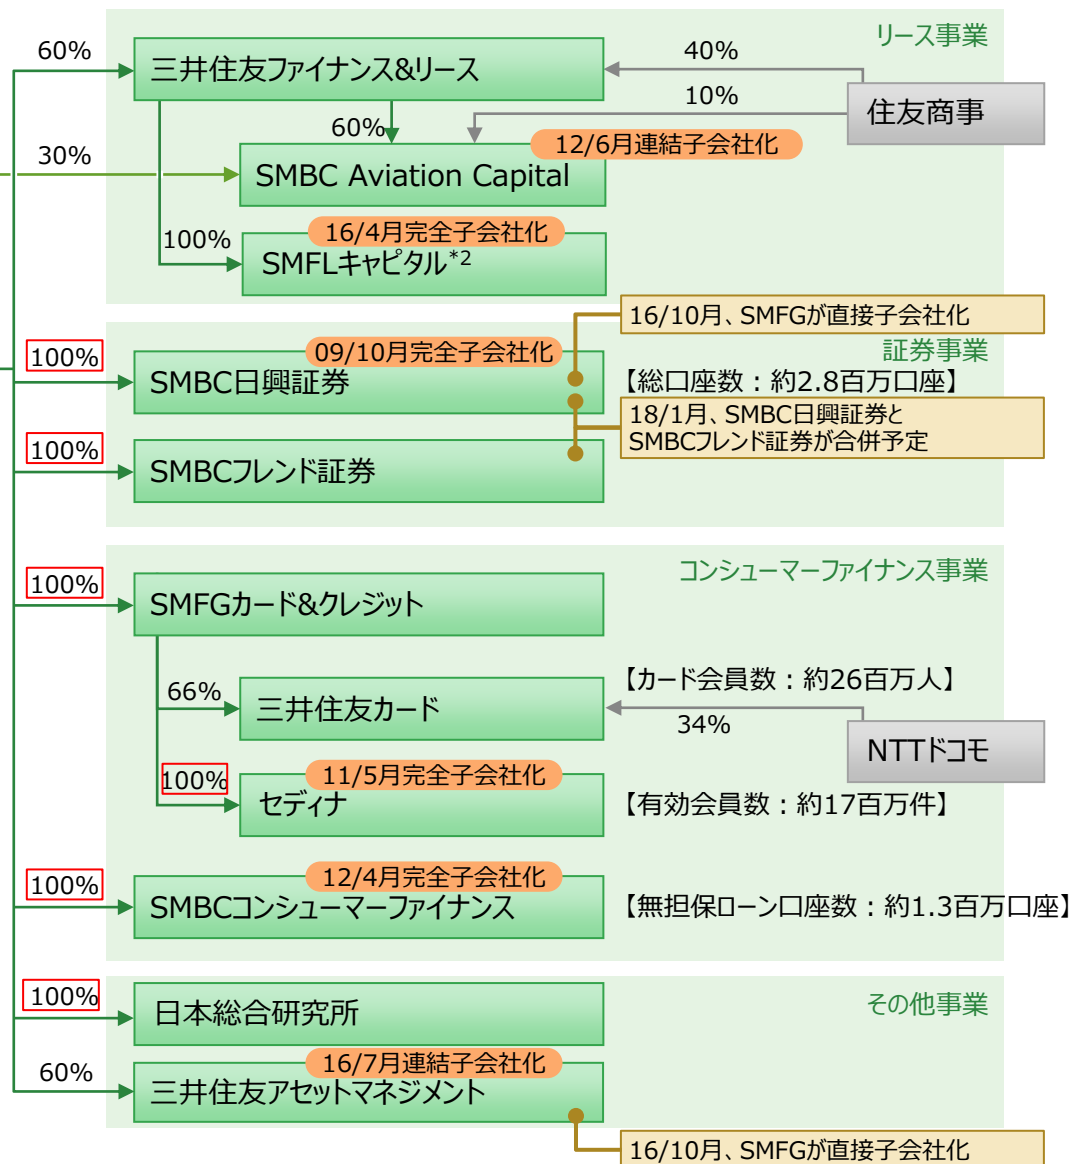 リース事業
60%
三井住友ファイナンス&リース
40%
10%
住友商事
60%
12/6月連結子会社化
30%
SMBC Aviation Capital
16/4月完全子会社化
100%
SMFLキャピタル*2
16/10月、SMFGが直接子会社化
証券事業
100%
09/10月完全子会社化
SMBC日興証券
【総口座数：約2.8百万口座】
18/1月、SMBC日興証券と
SMBCフレンド証券が合併予定
100%
SMBCフレンド証券
コンシューマーファイナンス事業
100%
SMFGカード&クレジット
【カード会員数：約26百万人】
66%
三井住友カード
34%
NTTドコモ
100%
11/5月完全子会社化
セディナ
【有効会員数：約17百万件】
12/4月完全子会社化
100%
SMBCコンシューマーファイナンス
【無担保ローン口座数：約1.3百万口座】
その他事業
100%
日本総合研究所
16/7月連結子会社化
60%
三井住友アセットマネジメント
16/10月、SMFGが直接子会社化